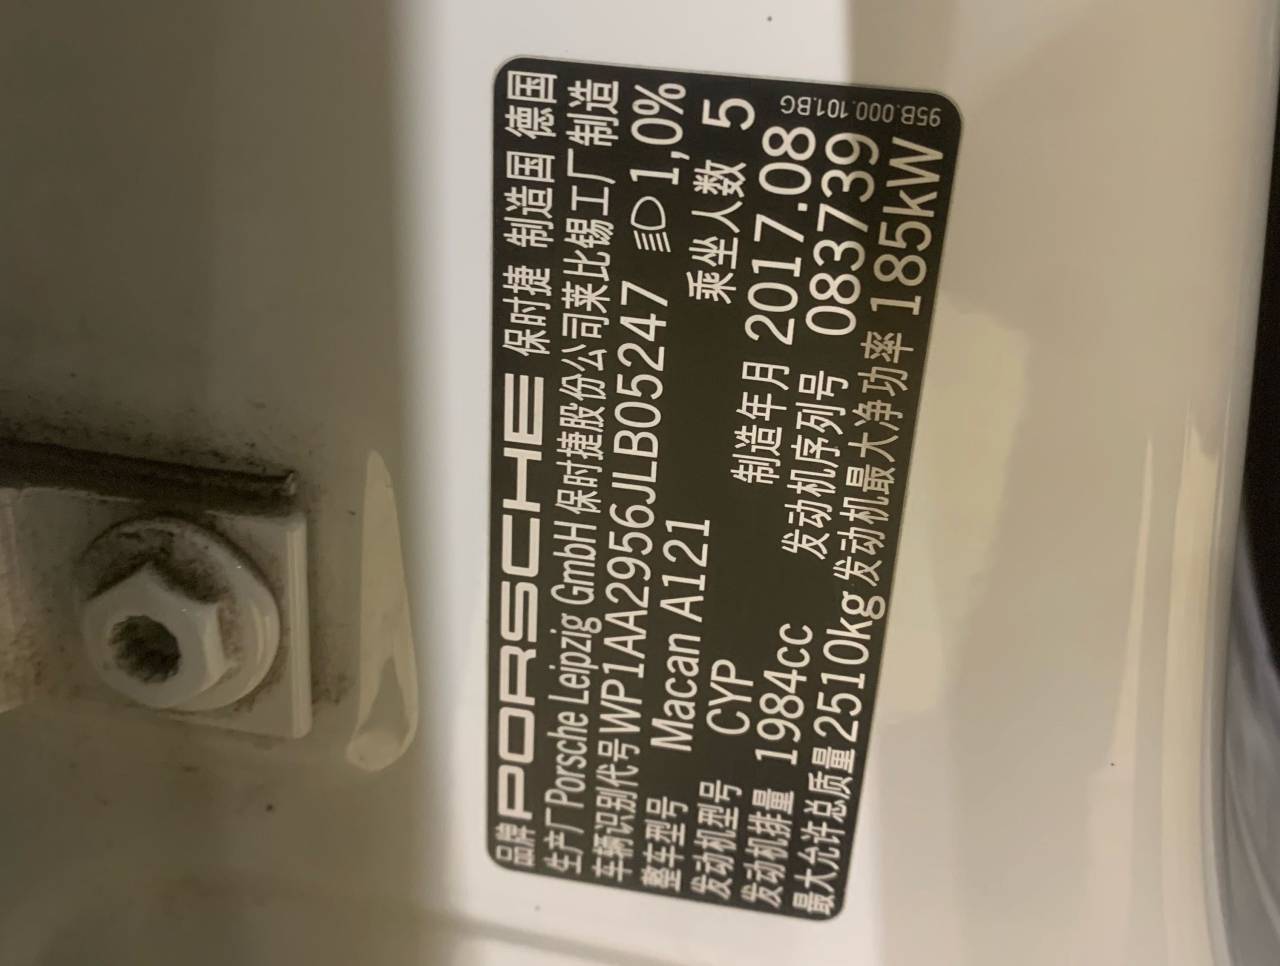 品牌 PORSCHE 保时捷 制造国 德国
生产厂 Porsche Leipzig GmbH 保时捷股份公司莱比锡工厂制造
车辆识别代号 WP1AA2956JLB05247 1,0%
整车型号 Macan A121 乘坐人数 5
发动机型号 CYP 制造年月 2017.08
发动机排量 1984cc 发动机序列号 083739
最大允许总质量 2510kg 发动机最大净功率 185kW
95B.000.101.BG